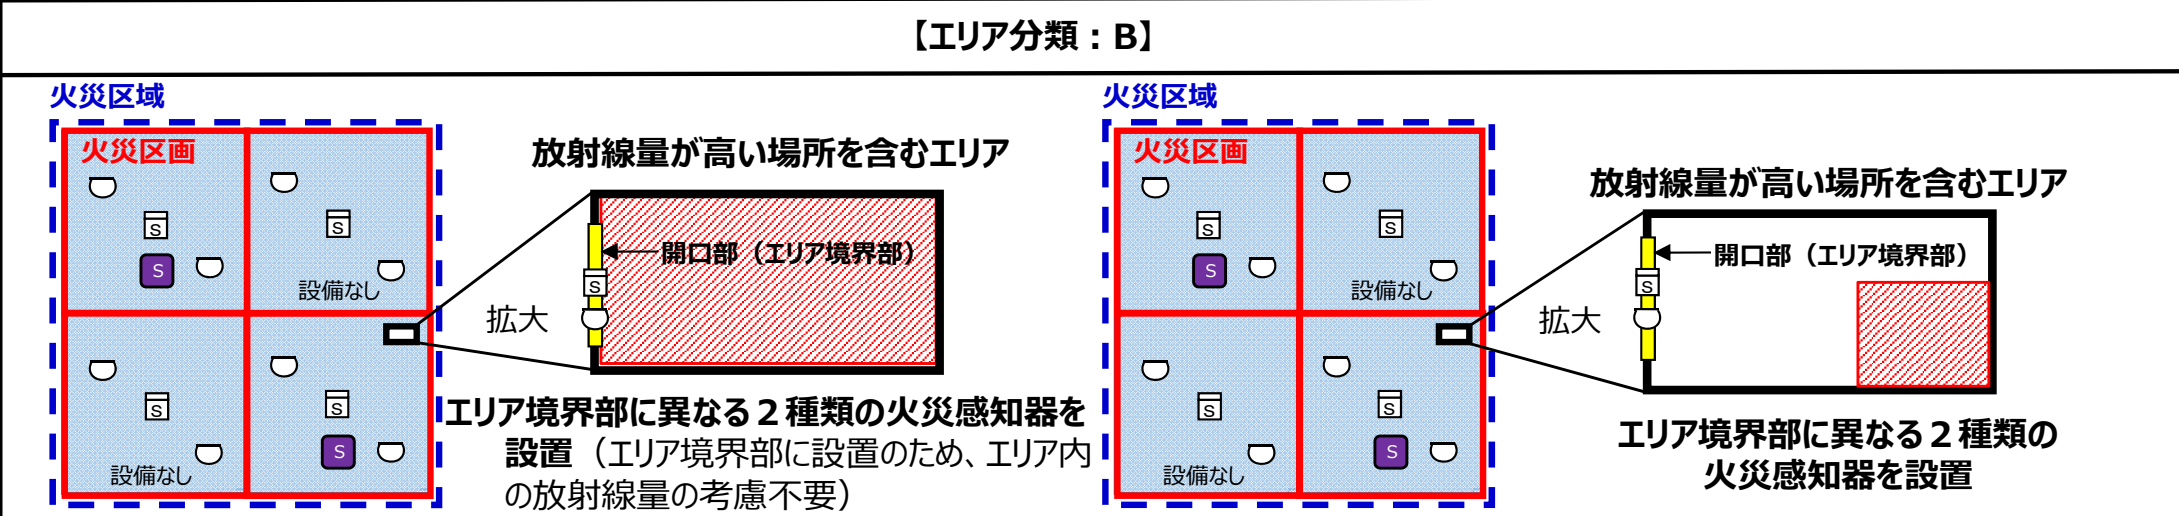 【エリア分類：B】
火災区域
火災区画
S
S
S
設備なし
S
設備なし
S
S
放射線量が高い場所を含むエリア
開口部（エリア境界部）
S
拡大
エリア境界部に異なる２種類の火災感知器を
設置（エリア境界部に設置のため、エリア内
の放射線量の考慮不要）
火災区域
火災区画
S
S
S
設備なし
S
設備なし
S
S
放射線量が高い場所を含むエリア
開口部（エリア境界部）
S
拡大
エリア境界部に異なる２種類の
火災感知器を設置